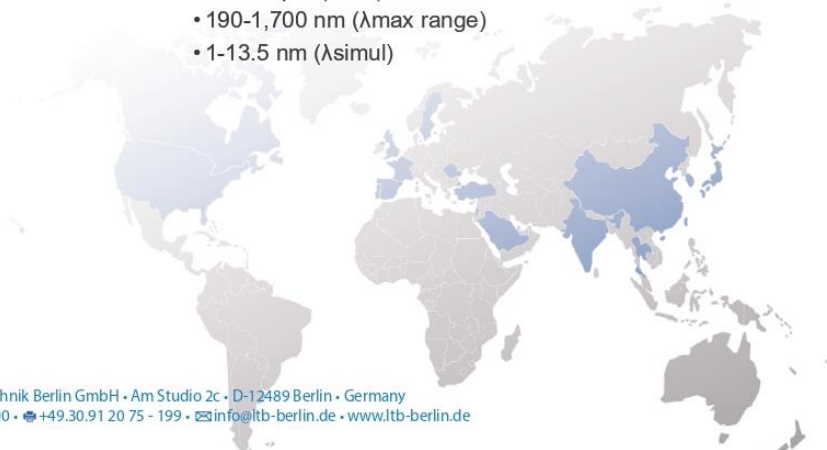 • 190-1,700 nm (λmax range)
• 1-13.5 nm (λsimul)
hnik Berlin GmbH • Am Studio 2c • D-12489 Berlin • Germany
0 • 📠 +49.30.91 20 75 - 199 • ✉ info@ltb-berlin.de • www.ltb-berlin.de